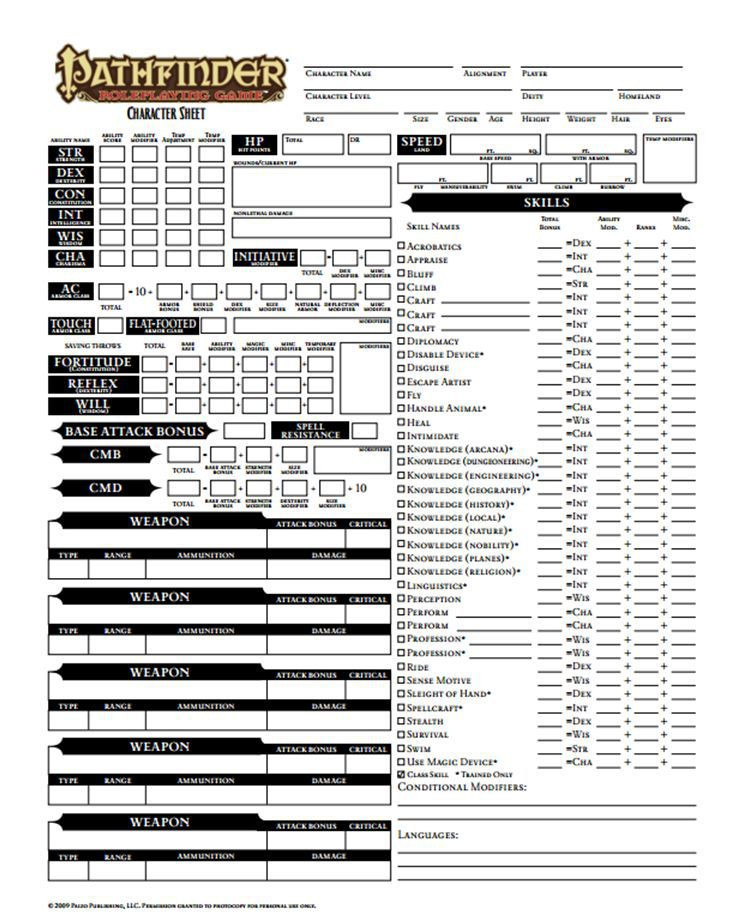 PATHFINDER
ROLEPLAYING GAME™
CHARACTER SHEET
CHARACTER NAME ALIGNMENT PLAYER
CHARACTER LEVEL DEITY HOMELAND
RACE SIZE GENDER AGE HEIGHT WEIGHT HAIR EYES
ABILITY NAME ABILITY SCORE ABILITY MODIFIER TEMP ADJUSTMENT TEMP MODIFIER
STR STRENGTH
DEX DEXTERITY
CON CONSTITUTION
INT INTELLIGENCE
WIS WISDOM
CHA CHARISMA
HP HIT POINTS TOTAL DR
WOUNDS/CURRENT HP
NONLETHAL DAMAGE
INITIATIVE MODIFIER = +
TOTAL DEX MODIFIER MISC MODIFIER
AC ARMOR CLASS = 10 + + + + + + +
TOTAL ARMOR BONUS SHIELD BONUS DEX MODIFIER SIZE MODIFIER NATURAL ARMOR DEFLECTION MODIFIER MISC MODIFIER
TOUCH ARMOR CLASS FLAT-FOOTED ARMOR CLASS MODIFIERS
SAVING THROWS TOTAL BASE SAVE ABILITY MODIFIER MAGIC MODIFIER MISC MODIFIER TEMPORARY MODIFIER MODIFIERS
FORTITUDE (CONSTITUTION) = + + + +
REFLEX (DEXTERITY) = + + + +
WILL (WISDOM) = + + + +
BASE ATTACK BONUS SPELL RESISTANCE
CMB = + + MODIFIERS
TOTAL BASE ATTACK BONUS STRENGTH MODIFIER SIZE MODIFIER
CMD = + + + + 10
TOTAL BASE ATTACK BONUS STRENGTH MODIFIER DEXTERITY MODIFIER SIZE MODIFIER
WEAPON ATTACK BONUS CRITICAL
TYPE RANGE AMMUNITION DAMAGE
WEAPON ATTACK BONUS CRITICAL
TYPE RANGE AMMUNITION DAMAGE
WEAPON ATTACK BONUS CRITICAL
TYPE RANGE AMMUNITION DAMAGE
WEAPON ATTACK BONUS CRITICAL
TYPE RANGE AMMUNITION DAMAGE
WEAPON ATTACK BONUS CRITICAL
TYPE RANGE AMMUNITION DAMAGE
SPEED LAND FT. SQ. FT. SQ. TEMP MODIFIERS
BASE SPEED WITH ARMOR
FT. FT. FT. FT.
FLY MANEUVERABILITY SWIM CLIMB BURROW
SKILLS
SKILL NAMES TOTAL BONUS ABILITY MOD. RANKS MISC. MOD.
ACROBATICS =DEX + +
APPRAISE =INT + +
BLUFF =CHA + +
CLIMB =STR + +
CRAFT =INT + +
CRAFT =INT + +
CRAFT =INT + +
DIPLOMACY =CHA + +
DISABLE DEVICE* =DEX + +
DISGUISE =CHA + +
ESCAPE ARTIST =DEX + +
FLY =DEX + +
HANDLE ANIMAL* =CHA + +
HEAL =WIS + +
INTIMIDATE =CHA + +
KNOWLEDGE (ARCANA)* =INT + +
KNOWLEDGE (DUNGEONEERING)* =INT + +
KNOWLEDGE (ENGINEERING)* =INT + +
KNOWLEDGE (GEOGRAPHY)* =INT + +
KNOWLEDGE (HISTORY)* =INT + +
KNOWLEDGE (LOCAL)* =INT + +
KNOWLEDGE (NATURE)* =INT + +
KNOWLEDGE (NOBILITY)* =INT + +
KNOWLEDGE (PLANES)* =INT + +
KNOWLEDGE (RELIGION)* =INT + +
LINGUISTICS* =INT + +
PERCEPTION =WIS + +
PERFORM =CHA + +
PERFORM =CHA + +
PROFESSION* =WIS + +
PROFESSION* =WIS + +
RIDE =DEX + +
SENSE MOTIVE =WIS + +
SLEIGHT OF HAND* =DEX + +
SPELLCRAFT* =INT + +
STEALTH =DEX + +
SURVIVAL =WIS + +
SWIM =STR + +
USE MAGIC DEVICE* =CHA + +
CLASS SKILL * TRAINED ONLY
CONDITIONAL MODIFIERS:
LANGUAGES:
© 2009 PAIZO PUBLISHING, LLC. PERMISSION GRANTED TO PHOTOCOPY FOR PERSONAL USE ONLY.